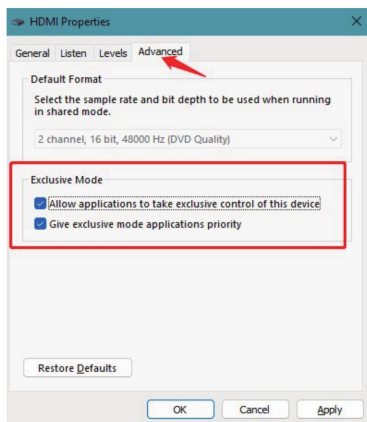 HDMI Properties
General Listen Levels Advanced
Default Format
Select the sample rate and bit depth to be used when running
in shared mode.
2 channel, 16 bit, 48000 Hz (DVD Quality)
Exclusive Mode
Allow applications to take exclusive control of this device
Give exclusive mode applications priority
Restore Defaults
OK Cancel Apply